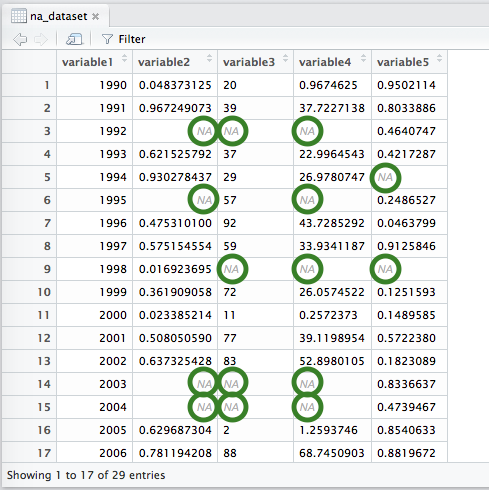 na_dataset ×
Filter
variable1 variable2 variable3 variable4 variable5
1 1990 0.048373125 20 0.9674625 0.9502114
2 1991 0.967249073 39 37.7227138 0.8033886
3 1992 NA NA NA 0.4640747
4 1993 0.621525792 37 22.9964543 0.4217287
5 1994 0.930278437 29 26.9780747 NA
6 1995 NA 57 NA 0.2486527
7 1996 0.475310100 92 43.7285292 0.0463799
8 1997 0.575154554 59 33.9341187 0.9125846
9 1998 0.016923695 NA NA NA
10 1999 0.361909058 72 26.0574522 0.1251593
11 2000 0.023385214 11 0.2572373 0.1489585
12 2001 0.508050590 77 39.1198954 0.5722380
13 2002 0.637325428 83 52.8980105 0.1823089
14 2003 NA NA NA 0.8336637
15 2004 NA NA NA 0.4739467
16 2005 0.629687304 2 1.2593746 0.8540633
17 2006 0.781194208 88 68.7450903 0.8819672
Showing 1 to 17 of 29 entries